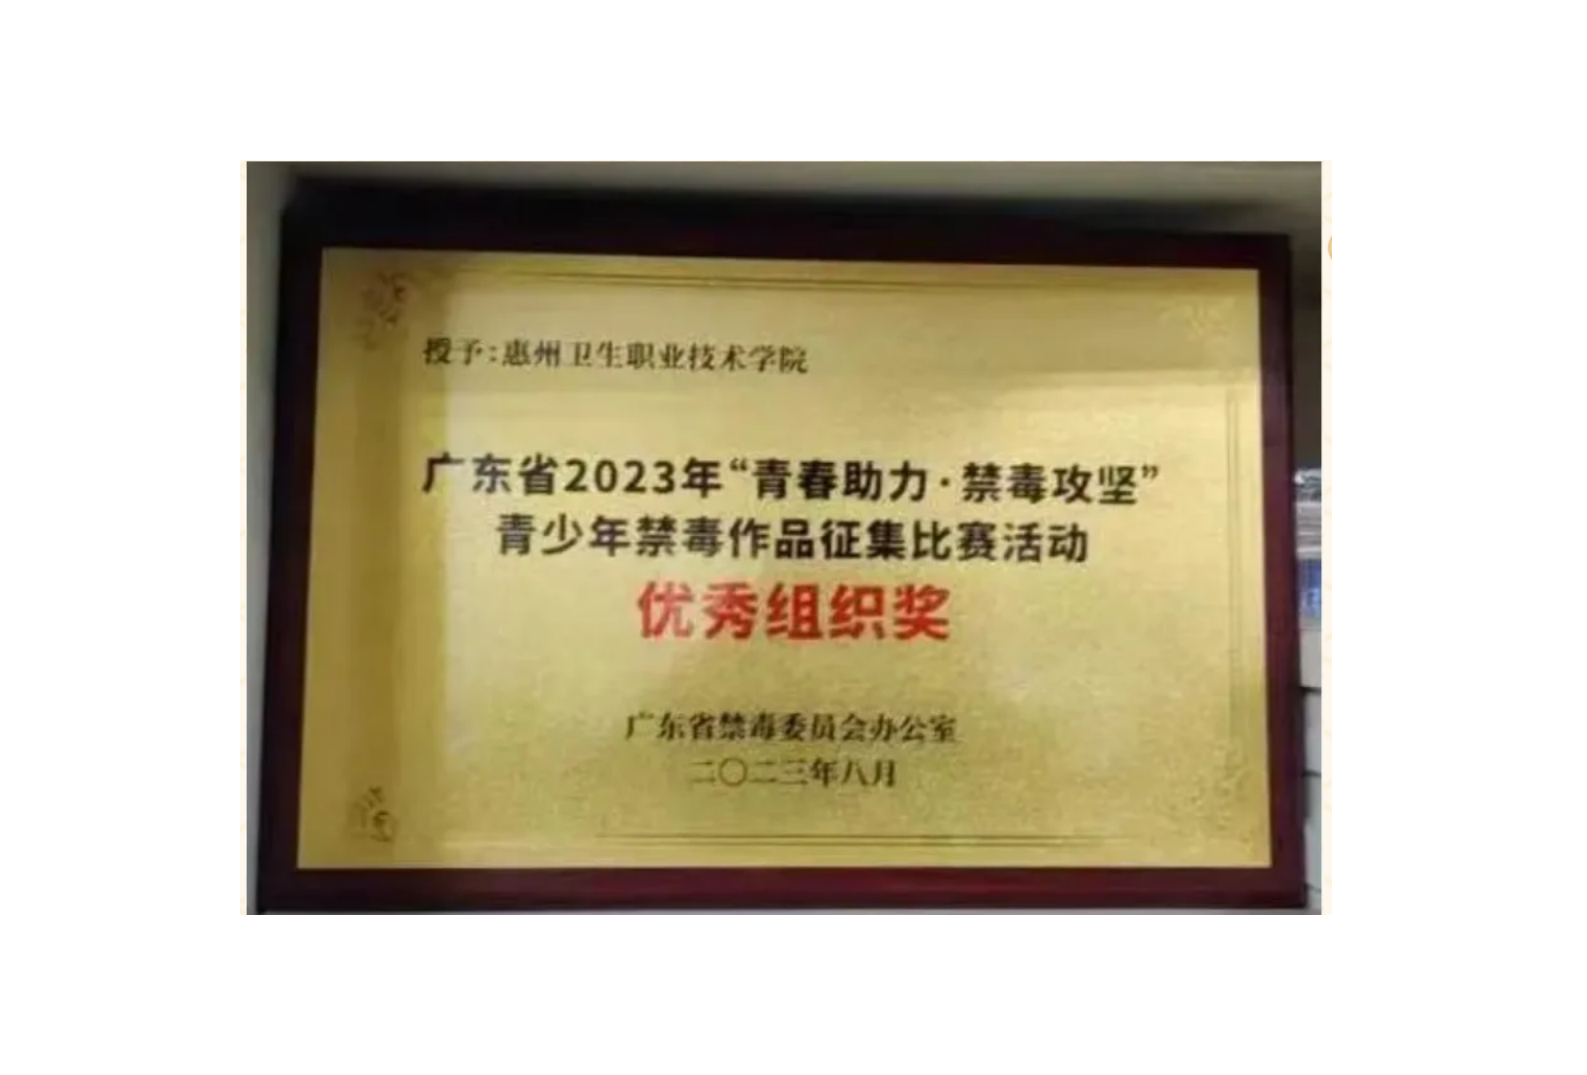 授予:惠州卫生职业技术学院
广东省2023年“青春助力·禁毒攻坚”
青少年禁毒作品征集比赛活动
优秀组织奖
广东省禁毒委员会办公室
二〇二三年八月